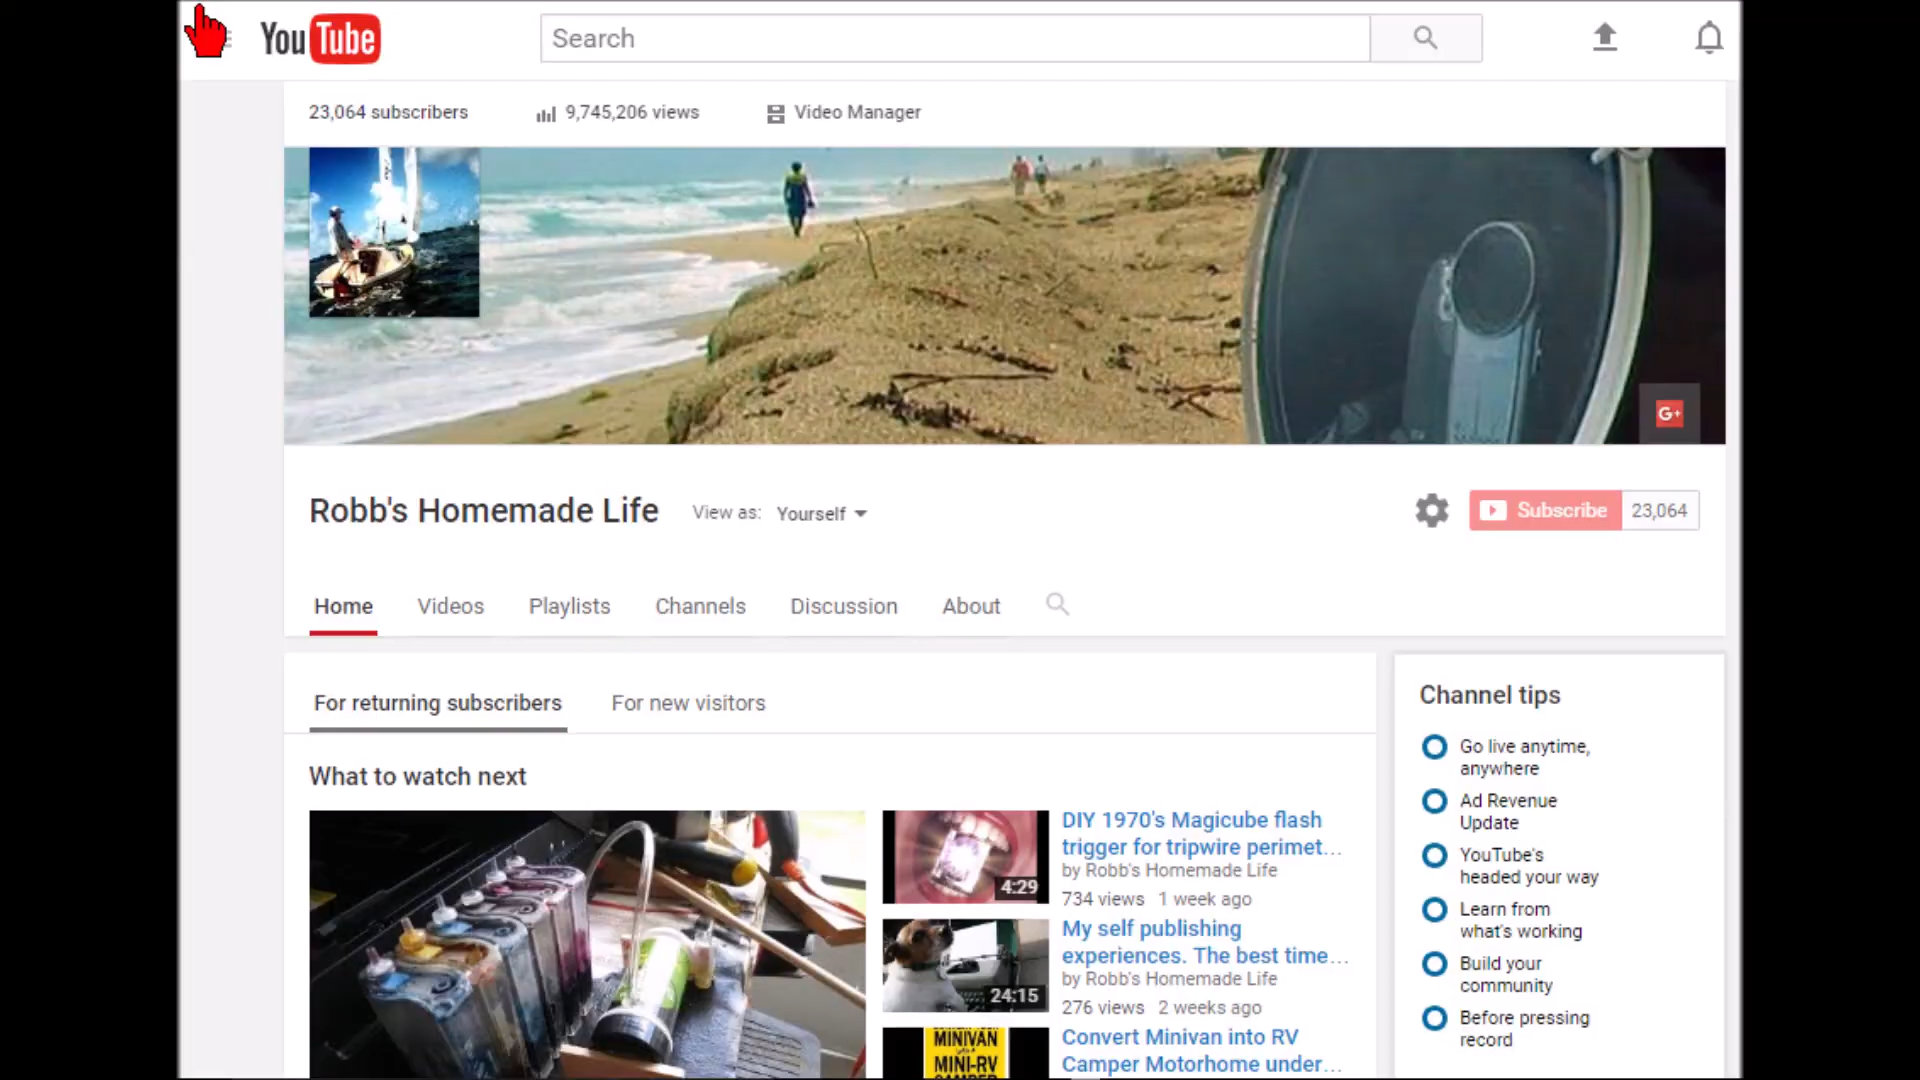 YouTube
Search
23,064 subscribers
9,745,206 views
Video Manager
G+
Robb's Homemade Life
View as: Yourself
Subscribe 23,064
Home
Videos
Playlists
Channels
Discussion
About
For returning subscribers
For new visitors
What to watch next
4:29
DIY 1970's Magicube flash
trigger for tripwire perimet...
by Robb's Homemade Life
734 views 1 week ago
24:15
My self publishing
experiences. The best time...
by Robb's Homemade Life
276 views 2 weeks ago
MINIVAN
MINI-RV
Convert Minivan into RV
Camper Motorhome under...
Channel tips
Go live anytime,
anywhere
Ad Revenue
Update
YouTube's
headed your way
Learn from
what's working
Build your
community
Before pressing
record